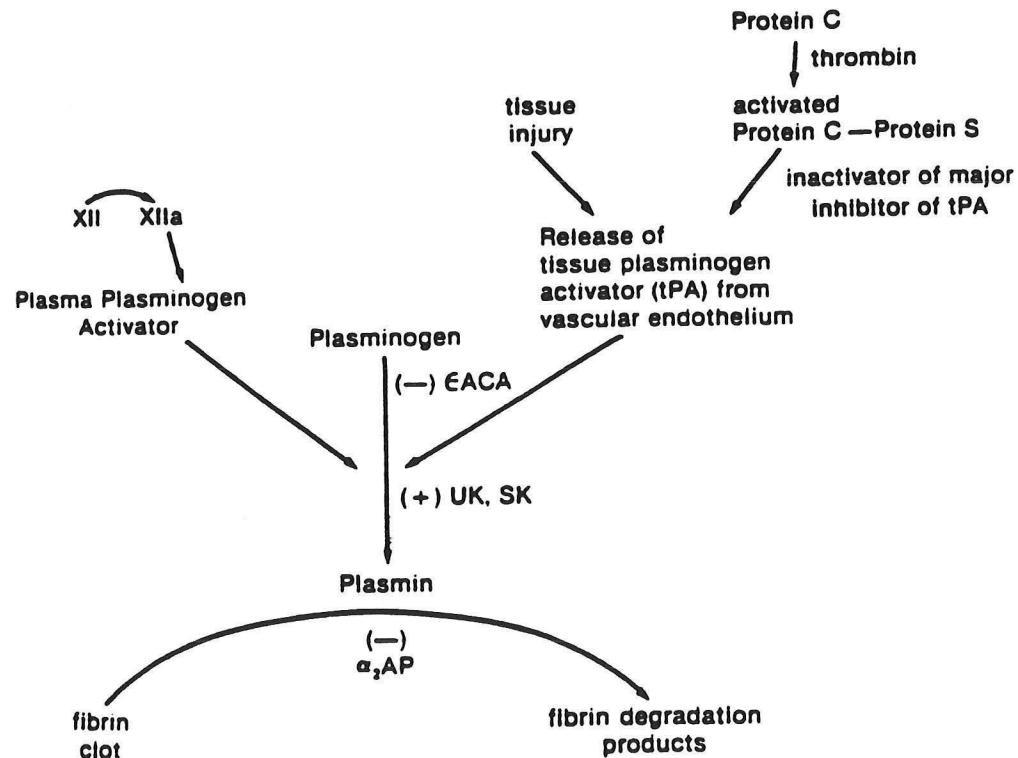 Protein C
thrombin
activated
Protein C — Protein S
inactivator of major
inhibitor of tPA
tissue
injury
XII XIIa
Plasma Plasminogen
Activator
Release of
tissue plasminogen
activator (tPA) from
vascular endothelium
Plasminogen
(—) ϵACA
(+) UK, SK
Plasmin
(—)
α₂AP
fibrin
clot
fibrin degradation
products